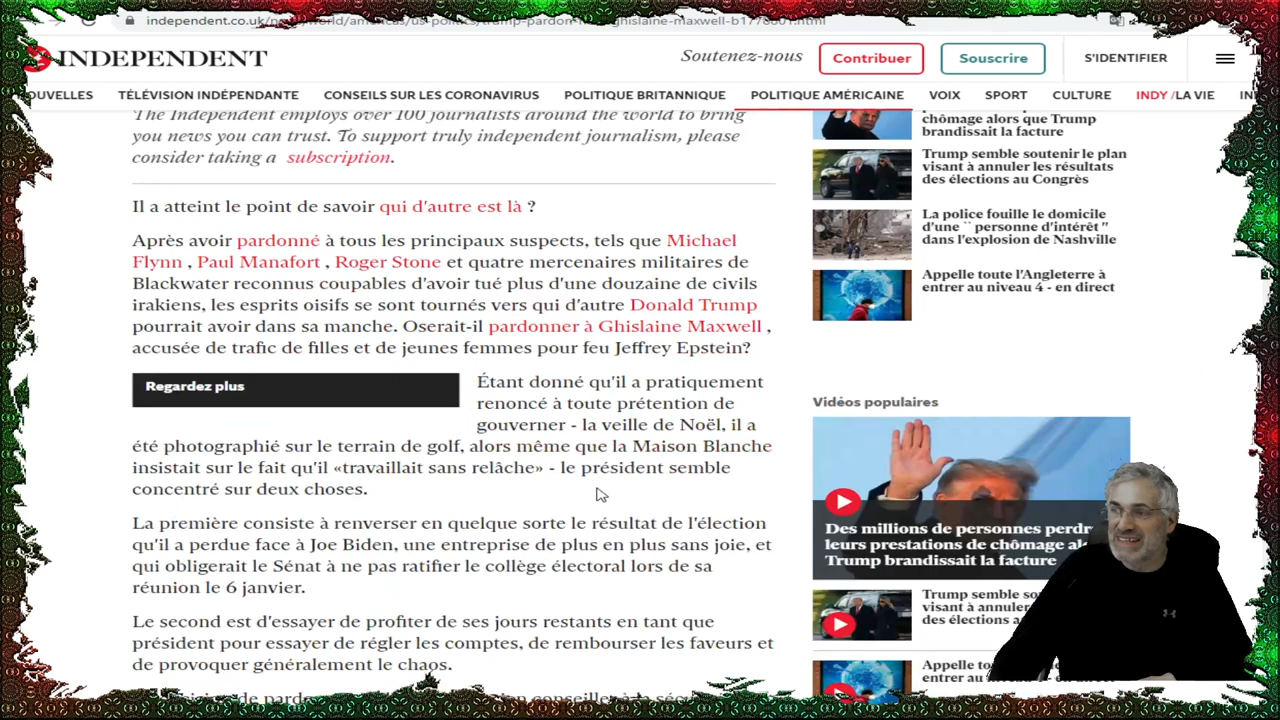 independent.co.uk/
INDEPENDENT
Soutenez-nous
Contribuer
Souscrire
S'IDENTIFIER
OUVELLES
TÉLÉVISION INDÉPENDANTE
CONSEILS SUR LES CORONAVIRUS
POLITIQUE BRITANNIQUE
POLITIQUE AMÉRICAINE
VOIX
SPORT
CULTURE
INDY /LA VIE
IN
The Independent employs over 100 journalists around the world to bring
you news you can trust. To support truly independent journalism, please
consider taking a subscription.
Il a atteint le point de savoir qui d'autre est là ?
Après avoir pardonné à tous les principaux suspects, tels que Michael
Flynn , Paul Manafort , Roger Stone et quatre mercenaires militaires de
Blackwater reconnus coupables d'avoir tué plus d'une douzaine de civils
irakiens, les esprits oisifs se sont tournés vers qui d'autre Donald Trump
pourrait avoir dans sa manche. Oserait-il pardonner à Ghislaine Maxwell ,
accusée de trafic de filles et de jeunes femmes pour feu Jeffrey Epstein?
Regardez plus
Étant donné qu'il a pratiquement
renoncé à toute prétention de
gouverner - la veille de Noël, il a
été photographié sur le terrain de golf, alors même que la Maison Blanche
insistait sur le fait qu'il «travaillait sans relâche» - le président semble
concentré sur deux choses.
La première consiste à renverser en quelque sorte le résultat de l'élection
qu'il a perdue face à Joe Biden, une entreprise de plus en plus sans joie, et
qui obligerait le Sénat à ne pas ratifier le collège électoral lors de sa
réunion le 6 janvier.
Le second est d'essayer de profiter de ses jours restants en tant que
président pour essayer de régler les comptes, de rembourser les faveurs et
de provoquer généralement le chaos.
chômage alors que Trump
brandissait la facture
Trump semble soutenir le plan
visant à annuler les résultats
des élections au Congrès
La police fouille le domicile
d'une `` personne d'intérêt ''
dans l'explosion de Nashville
Appelle toute l'Angleterre à
entrer au niveau 4 - en direct
Vidéos populaires
Des millions de personnes perdr
leurs prestations de chômage al
Trump brandissait la facture
Trump semble so
visant à annuler
des élections a
Appelle to
entrer au